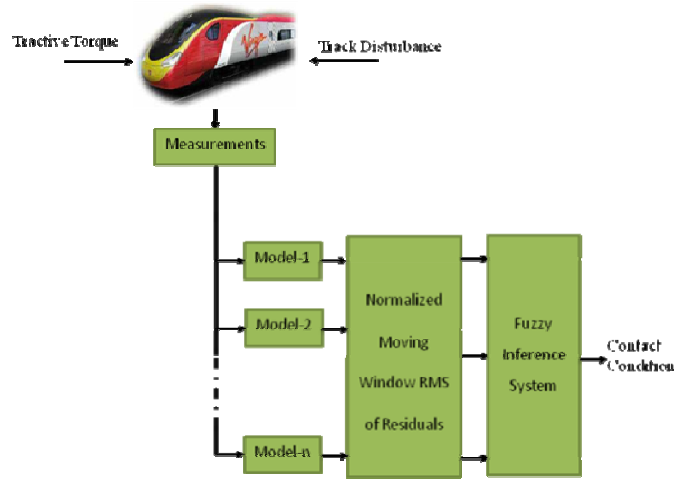 Tractive Torque
Track Disturbance
Virgin
Measurements
Model-1
Model-2
Model-n
Normalized
Moving
Window RMS
of Residuals
Fuzzy
Inference
System
Contact
Condition